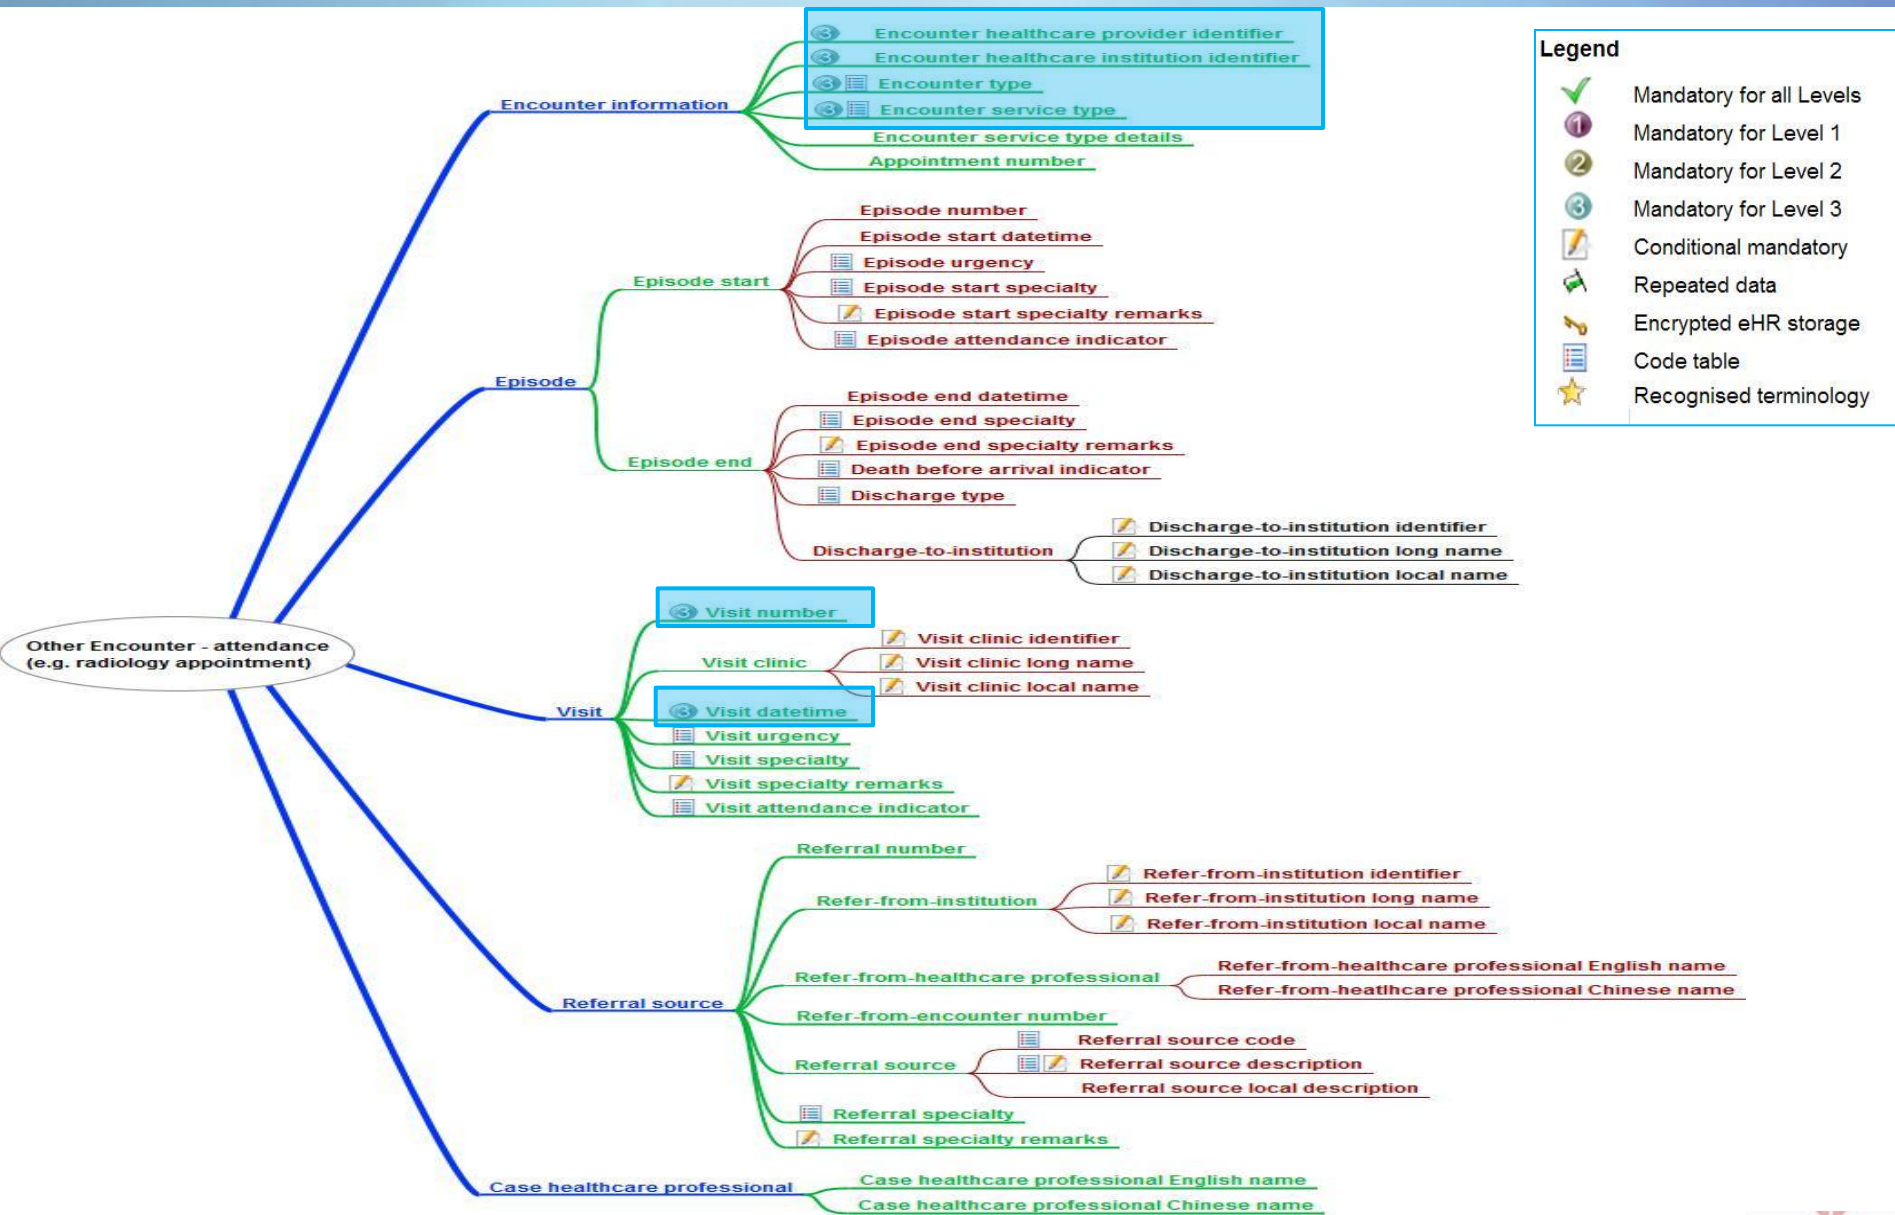 Encounter healthcare provider identifier
Encounter healthcare institution identifier
Encounter type
Encounter service type
Encounter information
Encounter service type details
Appointment number
Legend
Mandatory for all Levels
1 Mandatory for Level 1
2 Mandatory for Level 2
3 Mandatory for Level 3
Conditional mandatory
Repeated data
Encrypted eHR storage
Code table
Recognised terminology
Episode number
Episode start datetime
Episode urgency
Episode start
Episode start specialty
Episode start specialty remarks
Episode attendance indicator
Episode
Episode end datetime
Episode end specialty
Episode end specialty remarks
Episode end
Death before arrival indicator
Discharge type
Discharge-to-institution
Discharge-to-institution identifier
Discharge-to-institution long name
Discharge-to-institution local name
Other Encounter - attendance
(e.g. radiology appointment)
3 Visit number
Visit clinic
Visit clinic identifier
Visit clinic long name
Visit clinic local name
Visit
3 Visit datetime
Visit urgency
Visit specialty
Visit specialty remarks
Visit attendance indicator
Referral number
Refer-from-institution
Refer-from-institution identifier
Refer-from-institution long name
Refer-from-institution local name
Refer-from-healthcare professional
Refer-from-healthcare professional English name
Refer-from-heatlhcare professional Chinese name
Referral source
Refer-from-encounter number
Referral source
Referral source code
Referral source description
Referral source local description
Referral specialty
Referral specialty remarks
Case healthcare professional
Case healthcare professional English name
Case healthcare professional Chinese name